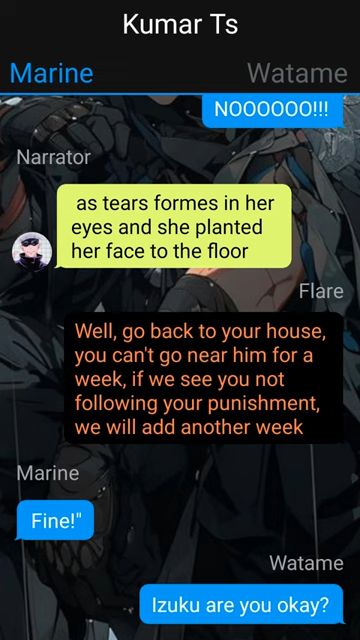 Kumar Ts
Marine Watame
NOOOOOO!!!
Narrator
as tears formes in her
eyes and she planted
her face to the floor
Flare
Well, go back to your house,
you can't go near him for a
week, if we see you not
following your punishment,
we will add another week
Marine
Fine!"
Watame
Izuku are you okay?